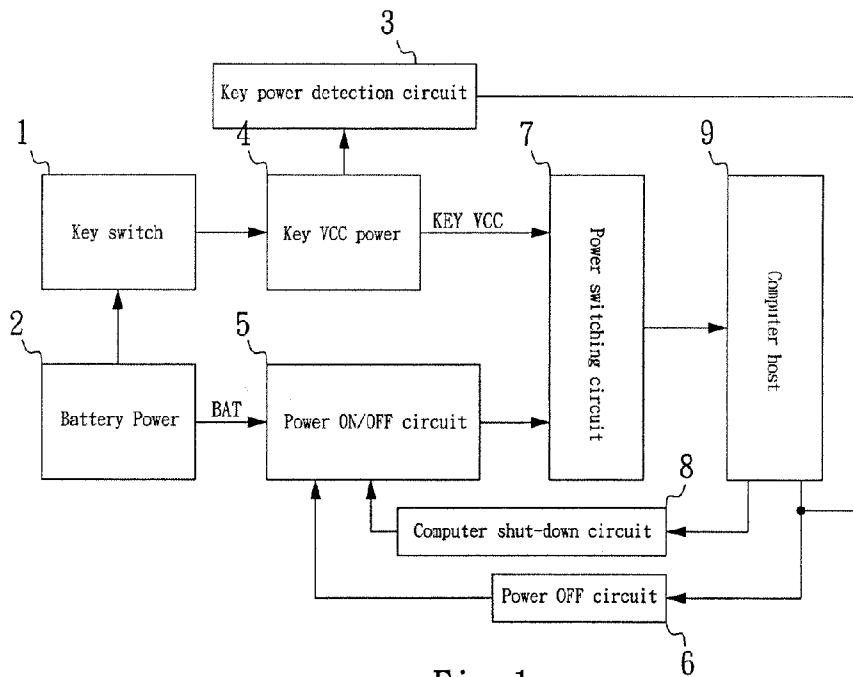 3
Key power detection circuit
1
4
7
9
Key switch
Key VCC power
KEY VCC
Power switching circuit
Computer host
2
5
Battery Power
BAT
Power ON/OFF circuit
8
Computer shut-down circuit
Power OFF circuit
6